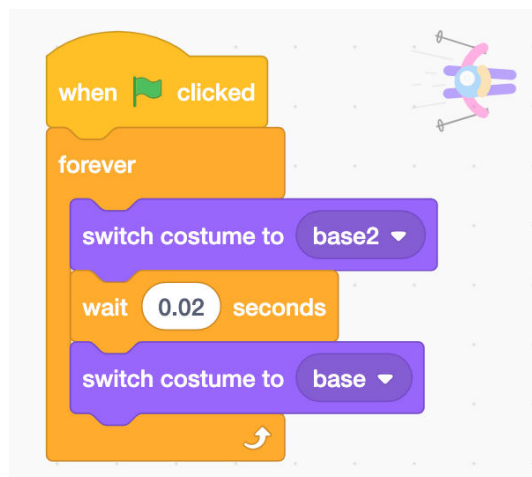 when clicked
forever
switch costume to base2
wait 0.02 seconds
switch costume to base